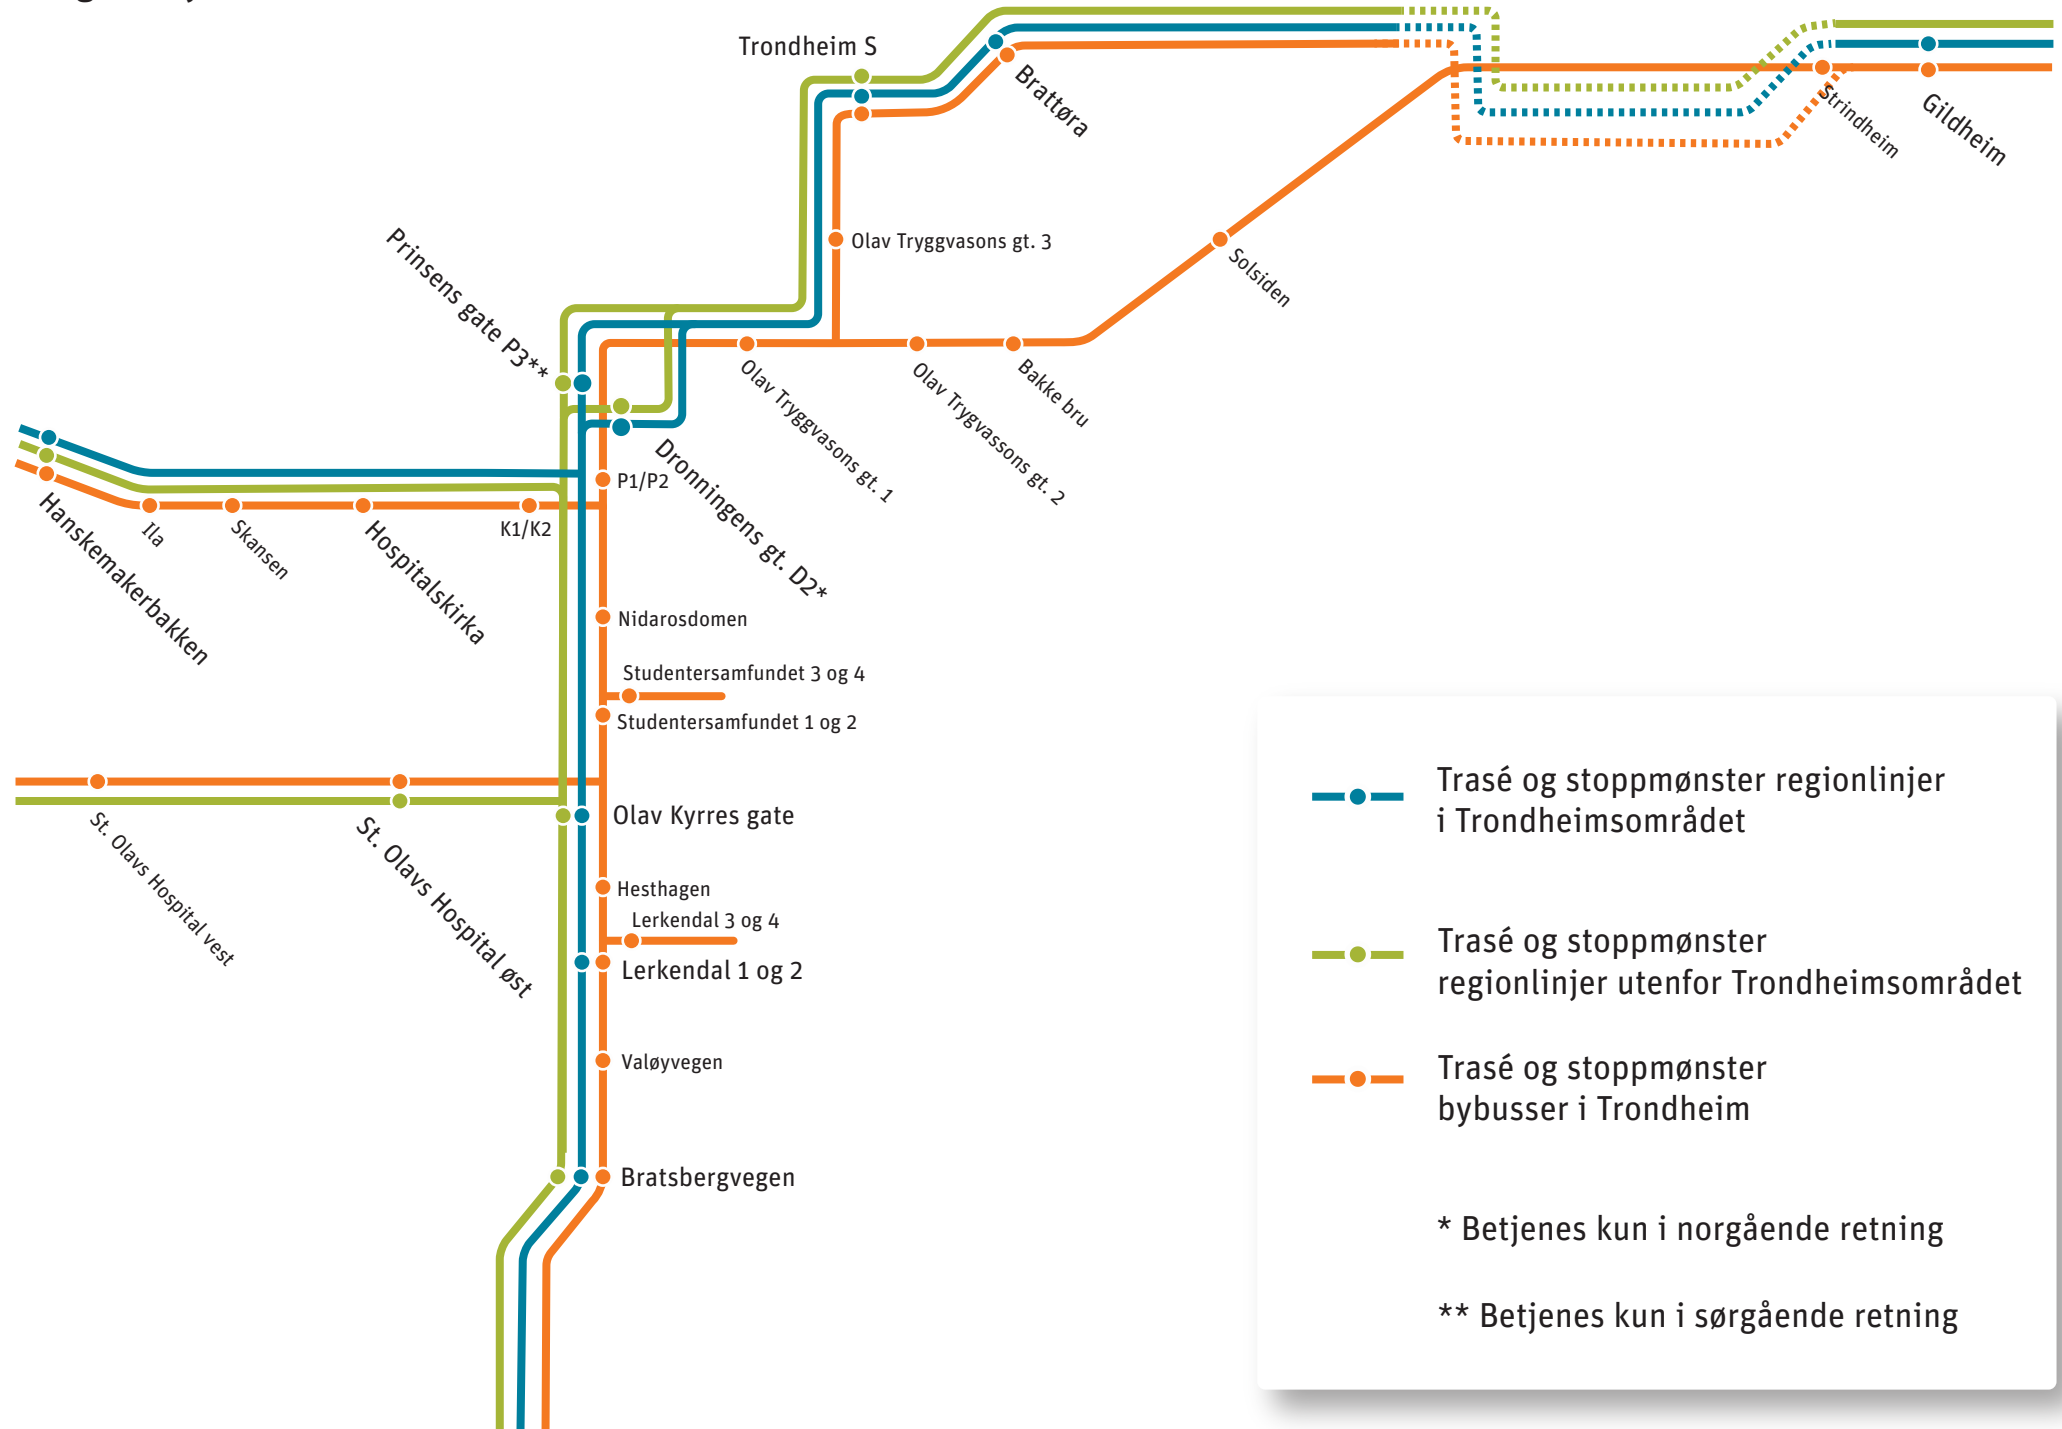 Trondheim S
Brattøra
Strindheim
Gildheim
Prinsens gate P3**
Olav Tryggvasons gt. 3
Solsiden
Olav Tryggvasons gt. 1
Olav Trygvassons gt. 2
Bakke bru
Dronningens gt. D2*
P1/P2
Hanskemakerbakken
Ila
Skansen
Hospitalskirka
K1/K2
Nidarosdomen
Studentersamfundet 3 og 4
Studentersamfundet 1 og 2
St. Olavs Hospital vest
St. Olavs Hospital øst
Olav Kyrres gate
Hesthagen
Lerkendal 3 og 4
Lerkendal 1 og 2
Valøyvegen
Bratsbergvegen
Trasé og stoppmønster regionlinjer
i Trondheimsområdet
Trasé og stoppmønster
regionlinjer utenfor Trondheimsområdet
Trasé og stoppmønster
bybusser i Trondheim
* Betjenes kun i norgående retning
** Betjenes kun i sørgående retning